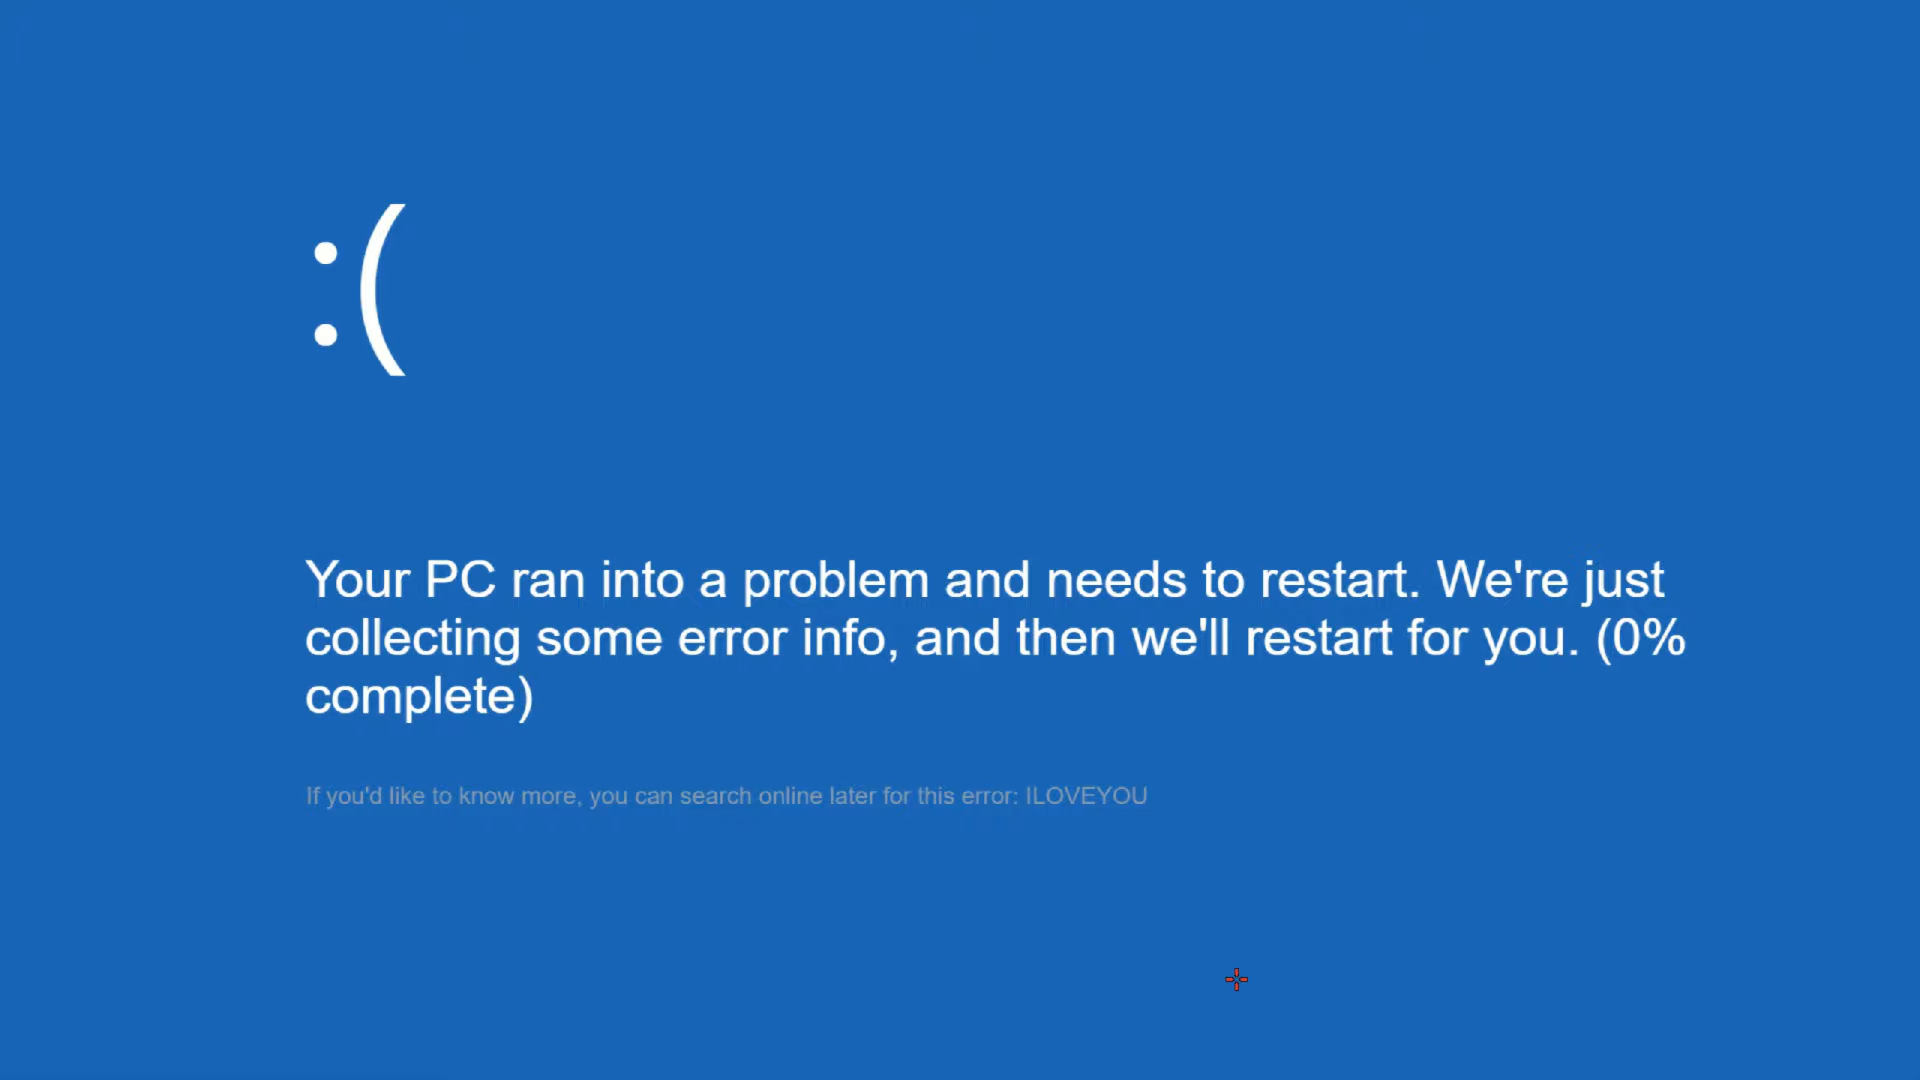 :(
Your PC ran into a problem and needs to restart. We're just
collecting some error info, and then we'll restart for you. (0%
complete)
If you'd like to know more, you can search online later for this error: ILOVEYOU